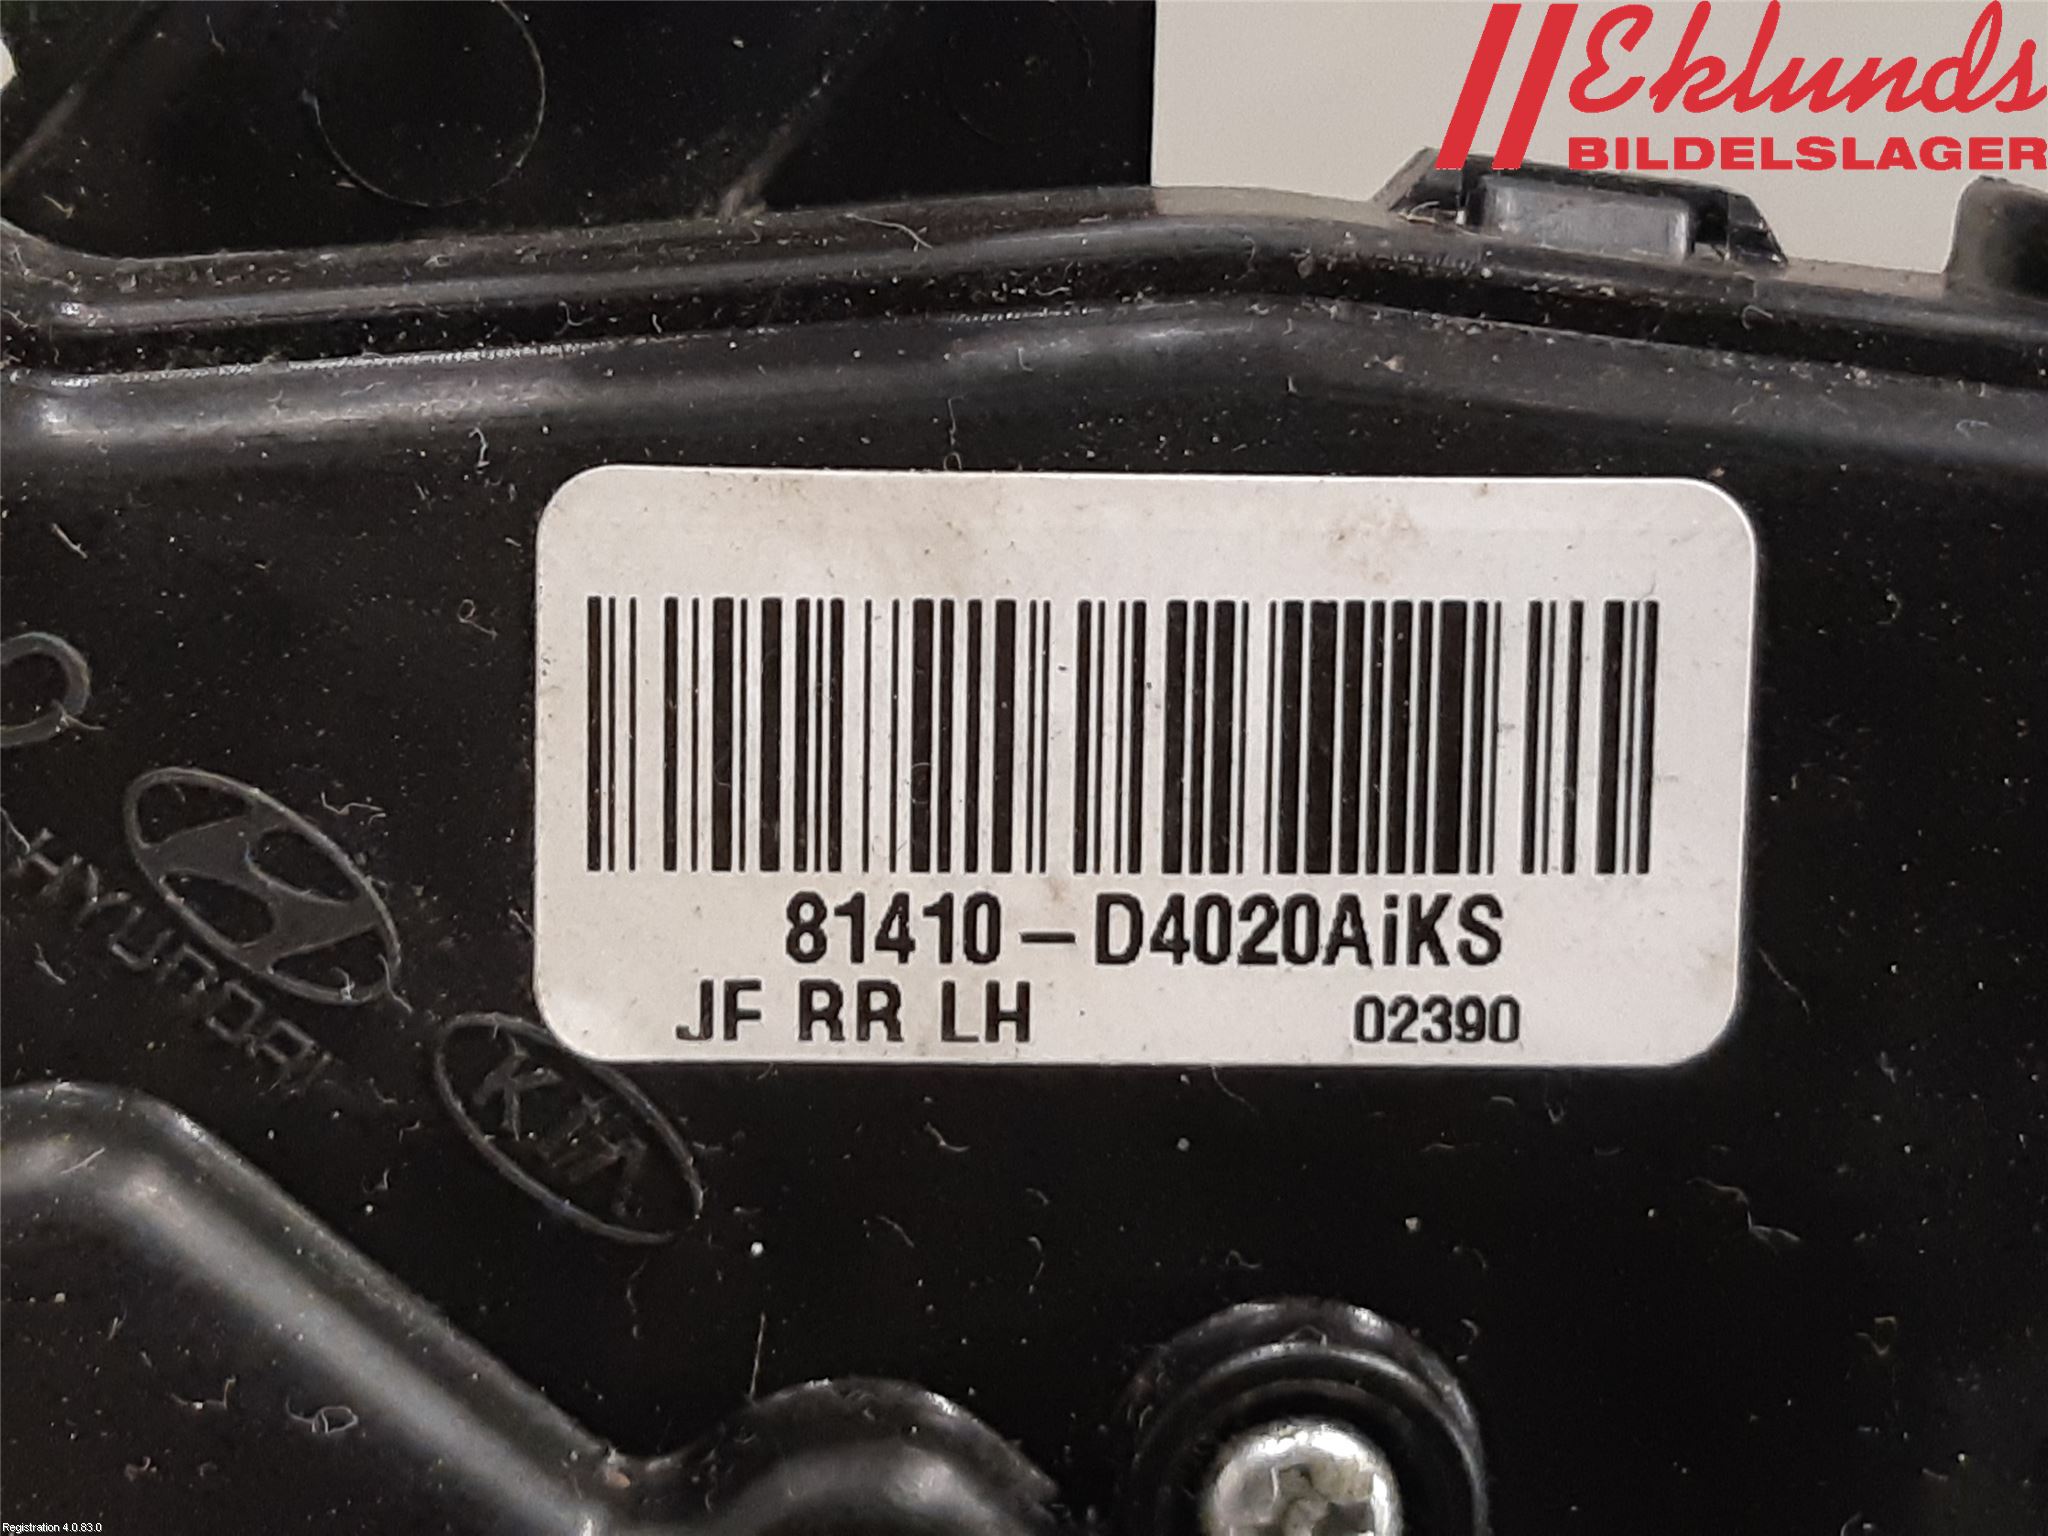 Eklunds
BILDELSLAGER
81410-D4020AiKS
JF RR LH 02390
HYUNDAI
KIA
Registration 4.0.83.0